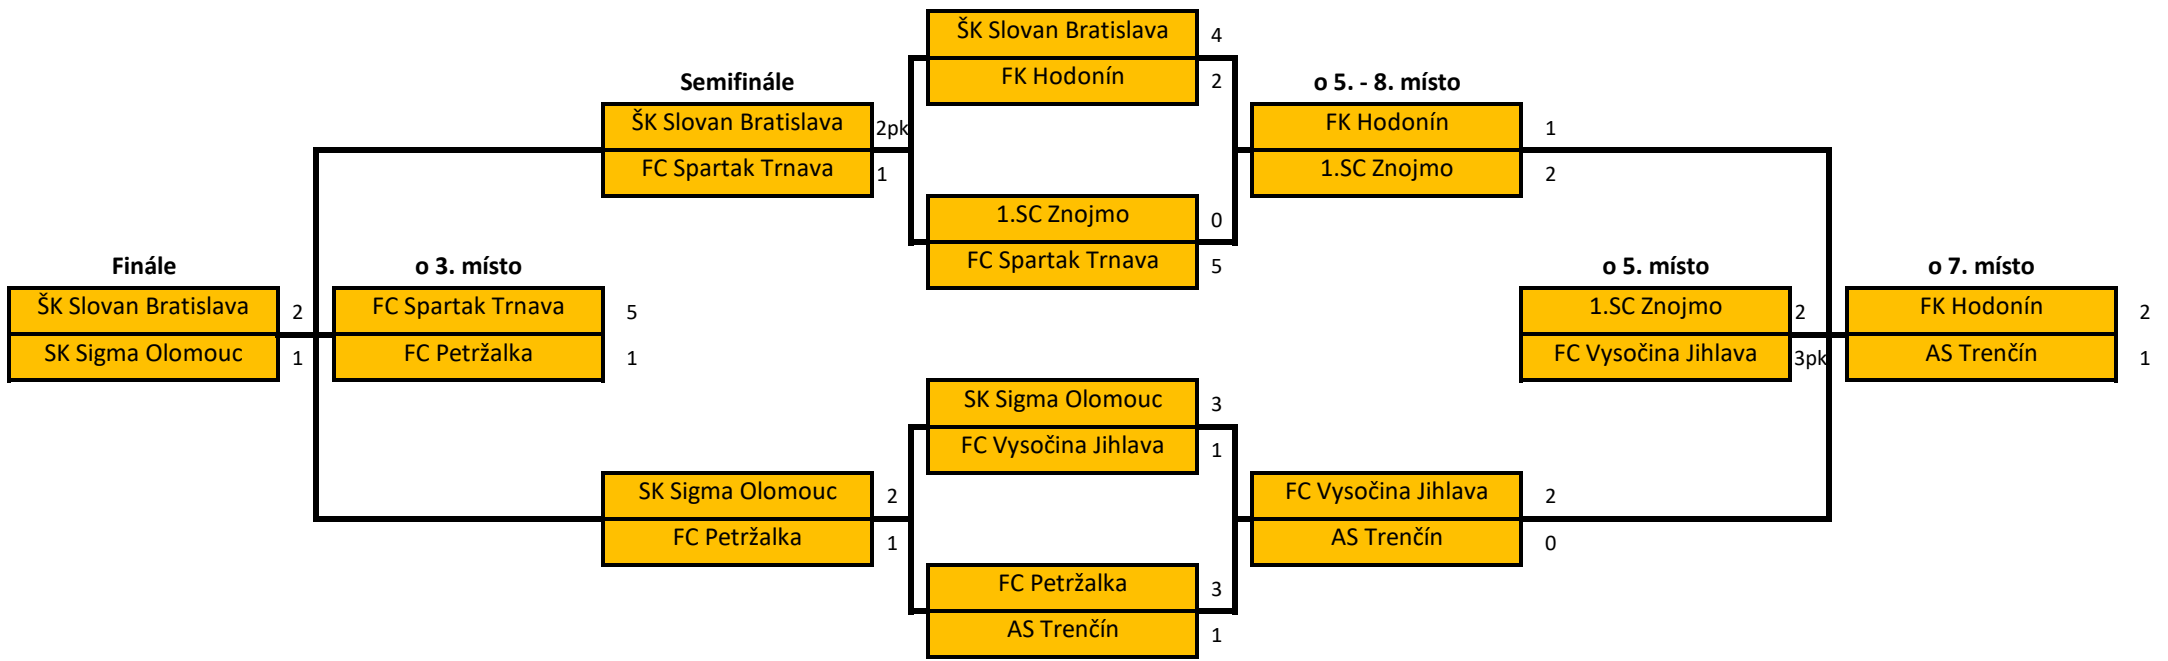 ŠK Slovan Bratislava 4
FK Hodonín 2
Semifinále
o 5. - 8. místo
ŠK Slovan Bratislava 2pk
FC Spartak Trnava 1
FK Hodonín 1
1.SC Znojmo 2
1.SC Znojmo 0
FC Spartak Trnava 5
Finále
o 3. místo
o 5. místo
o 7. místo
ŠK Slovan Bratislava 2
SK Sigma Olomouc 1
FC Spartak Trnava 5
FC Petržalka 1
1.SC Znojmo 2
FC Vysočina Jihlava 3pk
FK Hodonín 2
AS Trenčín 1
SK Sigma Olomouc 3
FC Vysočina Jihlava 1
SK Sigma Olomouc 2
FC Petržalka 1
FC Vysočina Jihlava 2
AS Trenčín 0
FC Petržalka 3
AS Trenčín 1